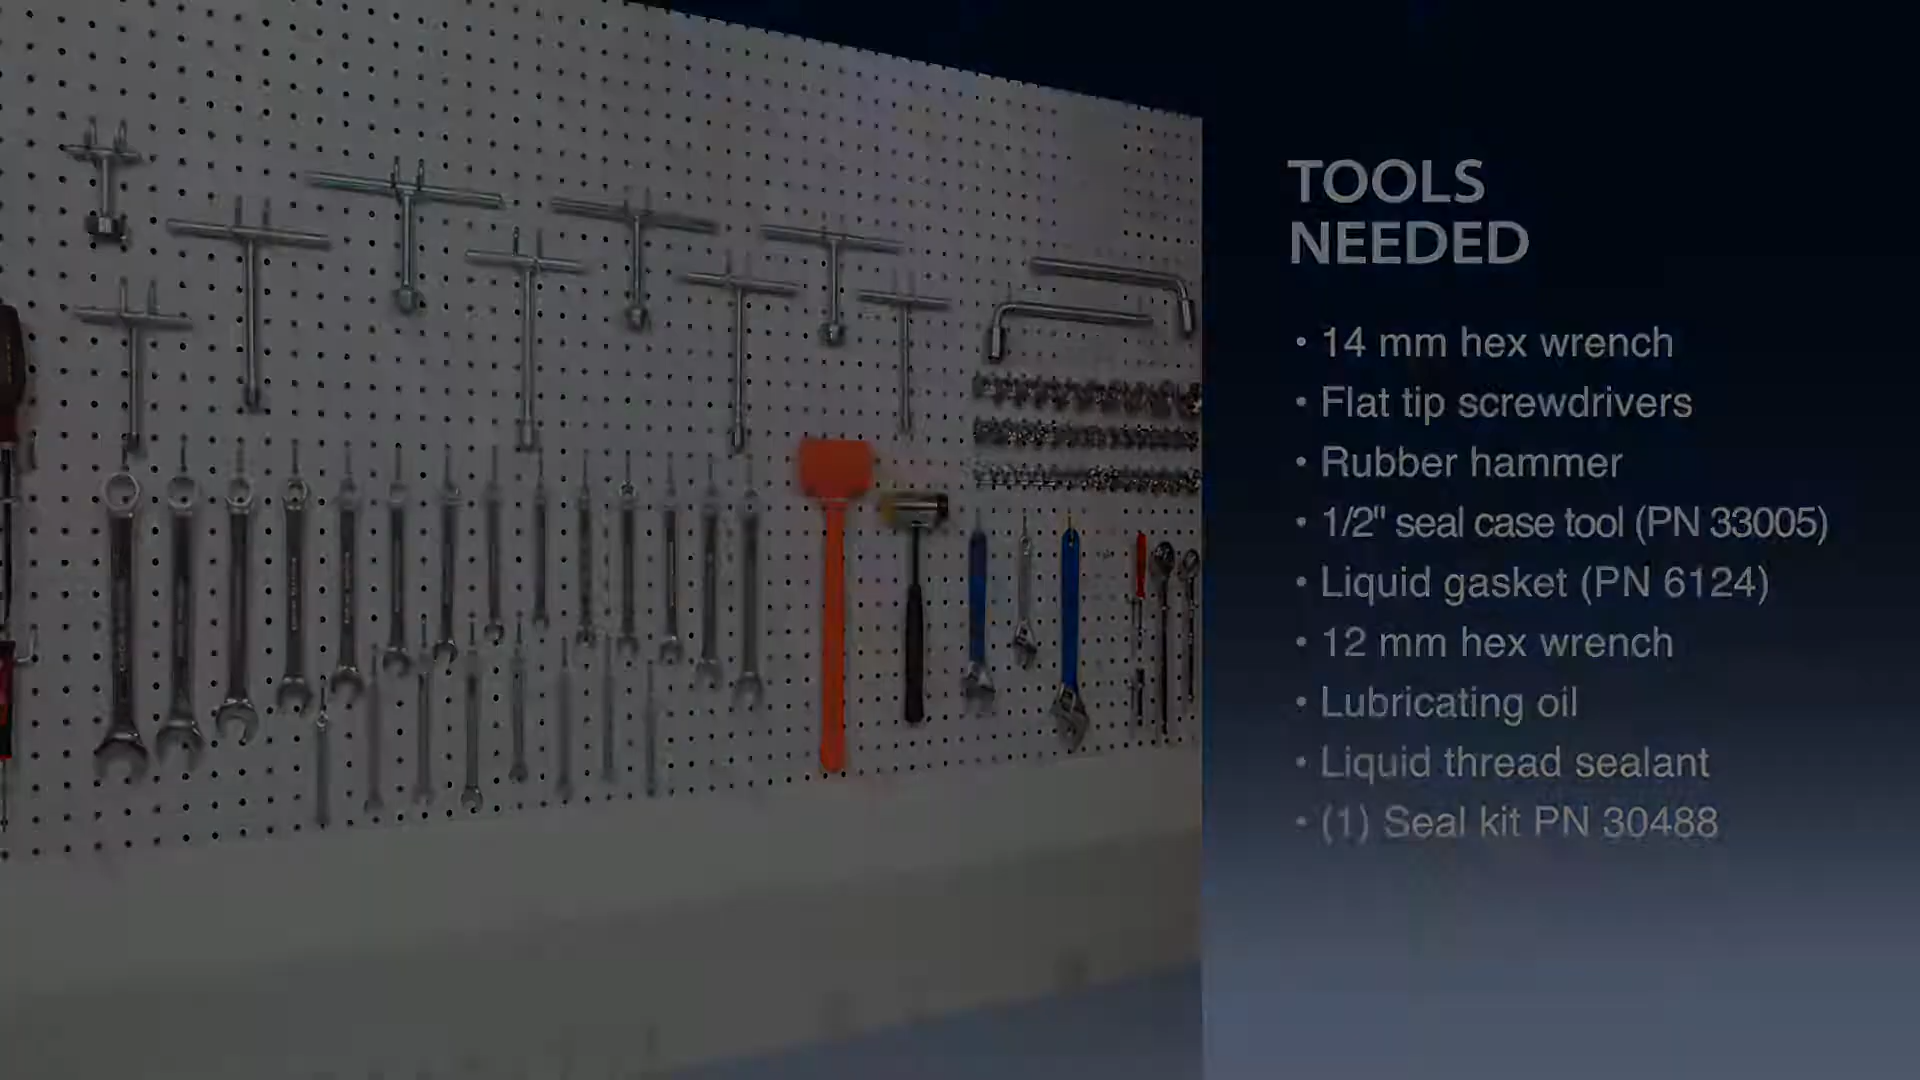 TOOLS
NEEDED
• 14 mm hex wrench
• Flat tip screwdrivers
• Rubber hammer
• 1/2" seal case tool (PN 33005)
• Liquid gasket (PN 6124)
• 12 mm hex wrench
• Lubricating oil
• Liquid thread sealant
• (1) Seal kit PN 30488